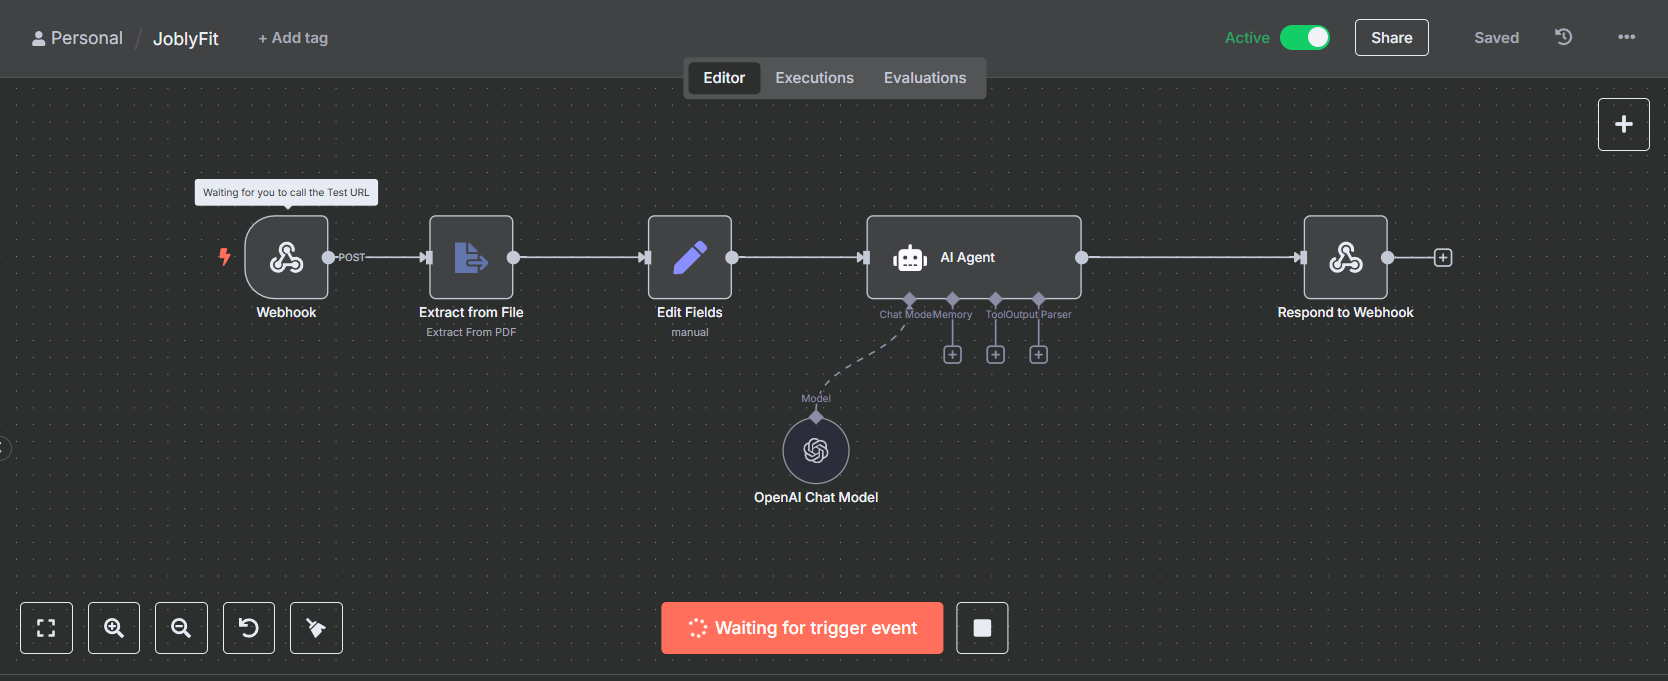 Personal / JoblyFit + Add tag
Active Share Saved
Editor Executions Evaluations
Waiting for you to call the Test URL
POST
AI Agent
Webhook
Extract from File
Extract From PDF
Edit Fields
manual
Chat Mode Memory Tool Output Parser
Respond to Webhook
Model
OpenAI Chat Model
Waiting for trigger event